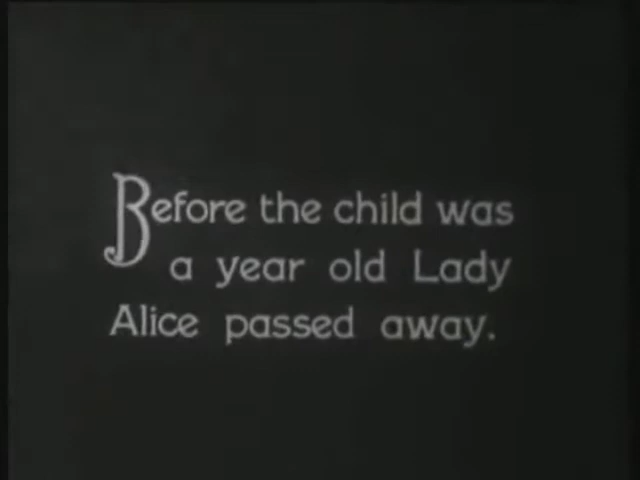 Before the child was
a year old Lady
Alice passed away.